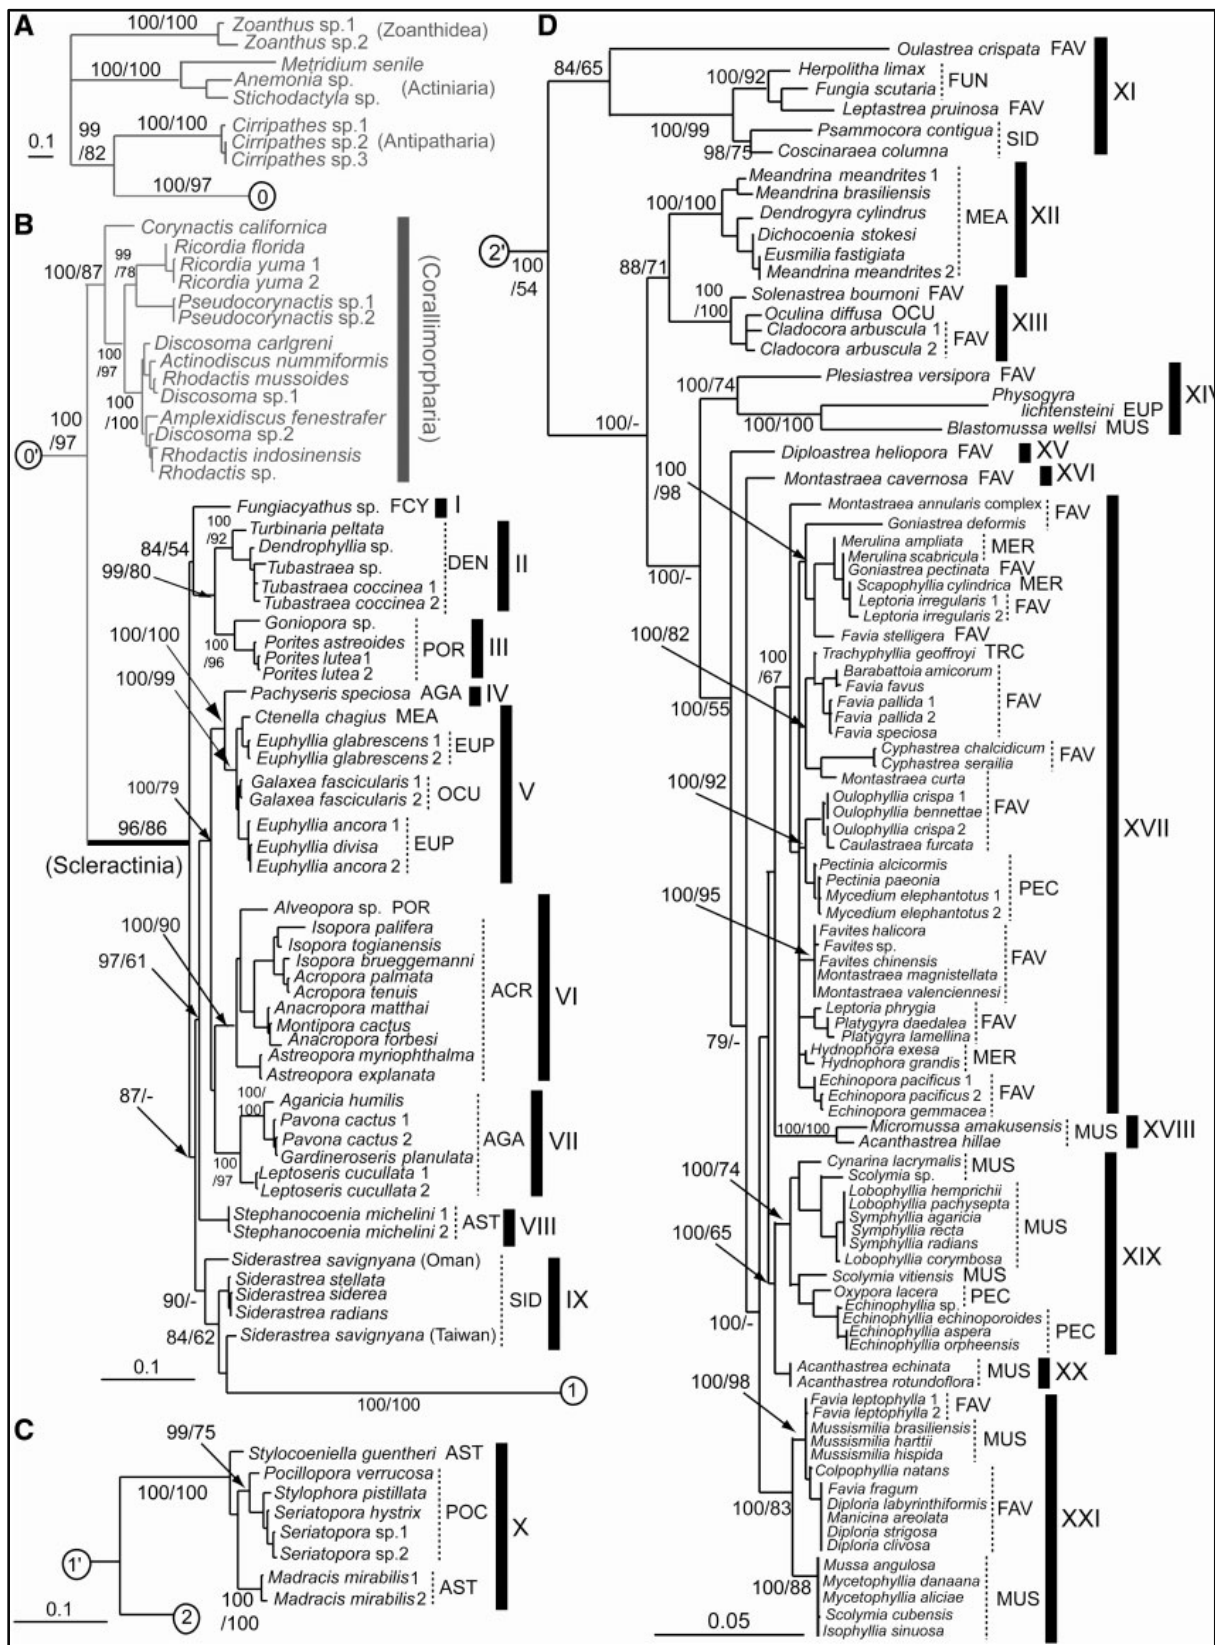 A
100/100
Zoanthus sp.1
Zoanthus sp.2
(Zoanthidea)
100/100
Metridium senile
Anemonia sp.
Stichodactyla sp.
(Actiniaria)
0.1
99
/82
100/100
Cirripathes sp.1
Cirripathes sp.2
Cirripathes sp.3
(Antipatharia)
100/97
0
B
100/87
Corynactis californica
99
/78
Ricordia florida
Ricordia yuma 1
Ricordia yuma 2
Pseudocorynactis sp.1
Pseudocorynactis sp.2
100
/97
Discosoma carlgreni
Actinodiscus nummiformis
Rhodactis mussoides
Discosoma sp.1
100
/100
Amplexidiscus fenestrafer
Discosoma sp.2
Rhodactis indosinensis
Rhodactis sp.
(Corallimorpharia)
100
/97
0'
Fungiacyathus sp. FCY I
84/54
100
/92
Turbinaria peltata
Dendrophyllia sp.
Tubastraea sp.
Tubastraea coccinea 1
Tubastraea coccinea 2
DEN II
99/80
Goniopora sp.
Porites astreoides
Porites lutea1
Porites lutea 2
POR III
100
/96
100/100
100/99
Pachyseris speciosa AGA IV
Ctenella chagius MEA
Euphyllia glabrescens 1
Euphyllia glabrescens 2
EUP
Galaxea fascicularis 1
Galaxea fascicularis 2
OCU V
Euphyllia ancora 1
Euphyllia divisa
Euphyllia ancora 2
EUP
100/79
96/86
(Scleractinia)
100/90
97/61
Alveopora sp. POR
Isopora palifera
Isopora togianensis
Isopora brueggemanni
Acropora palmata
Acropora tenuis
Anacropora matthai
Montipora cactus
Anacropora forbesi
Astreopora myriophthalma
Astreopora explanata
ACR VI
87/-
100/
100
Agaricia humilis
Pavona cactus 1
Pavona cactus 2
Gardineroseris planulata
Leptoseris cucullata 1
Leptoseris cucullata 2
AGA VII
100
/97
Stephanocoenia michelini 1
Stephanocoenia michelini 2
AST VIII
Siderastrea savignyana (Oman)
Siderastrea stellata
Siderastrea siderea
Siderastrea radians
Siderastrea savignyana (Taiwan)
SID IX
90/-
84/62
0.1
100/100
1
C
99/75
Stylocoeniella guentheri AST
100/100
Pocillopora verrucosa
Stylophora pistillata
Seriatopora hystrix
Seriatopora sp.1
Seriatopora sp.2
POC X
Madracis mirabilis1
Madracis mirabilis2
AST
100
/100
1'
0.1
2
D
84/65
Oulastrea crispata FAV
100/92
Herpolitha limax
Fungia scutaria
FUN
Leptastrea pruinosa FAV
XI
100/99
98/75
Psammocora contigua
Coscinaraea columna
SID
2'
100
/54
88/71
100/100
Meandrina meandrites 1
Meandrina brasiliensis
Dendrogyra cylindrus
Dichocoenia stokesi
Eusmilia fastigiata
Meandrina meandrites 2
MEA XII
100
/100
Solenastrea bournoni FAV
Oculina diffusa OCU
Cladocora arbuscula 1
Cladocora arbuscula 2
FAV XIII
100/-
100/74
Plesiastrea versipora FAV
Physogyra
lichtensteini EUP
100/100
Blastomussa wellsi MUS
XIV
Diploastrea heliopora FAV XV
Montastraea cavernosa FAV XVI
100
/98
Montastraea annularis complex
Goniastrea deformis
FAV
Merulina ampliata
Merulina scabricula
MER
Goniastrea pectinata FAV
Scapophyllia cylindrica MER
Leptoria irregularis 1
Leptoria irregularis 2
FAV
Favia stelligera FAV
100/-
100/82
100
/67
Trachyphyllia geoffroyi TRC
Barabattoia amicorum
Favia favus
Favia pallida 1
Favia pallida 2
Favia speciosa
FAV
100/55
Cyphastrea chalcidicum
Cyphastrea serailia
FAV
Montastraea curta
100/92
Oulophyllia crispa 1
Oulophyllia bennettae
Oulophyllia crispa 2
Caulastraea furcata
FAV
XVII
Pectinia alcicormis
Pectinia paeonia
Mycedium elephantotus 1
Mycedium elephantotus 2
PEC
100/95
Favites halicora
Favites sp.
Favites chinensis
Montastraea magnistellata
Montastraea valenciennesi
FAV
Leptoria phrygia
Platygyra daedalea
Platygyra lamellina
FAV
79/-
Hydnophora exesa
Hydnophora grandis
MER
Echinopora pacificus 1
Echinopora pacificus 2
Echinopora gemmacea
FAV
100/100
Micromussa amakusensis
Acanthastrea hillae
MUS XVIII
100/74
Cynarina lacrymalis
Scolymia sp.
MUS
Lobophyllia hemprichii
Lobophyllia pachysepta
Symphyllia agaricia
Symphyllia recta
Symphyllia radians
Lobophyllia corymbosa
MUS
XIX
100/65
Scolymia vitiensis MUS
Oxypora lacera
Echinophyllia sp.
PEC
Echinophyllia echinoporoides
Echinophyllia aspera
Echinophyllia orpheensis
PEC
100/-
Acanthastrea echinata
Acanthastrea rotundoflora
MUS XX
100/98
Favia leptophylla 1
Favia leptophylla 2
FAV
Mussismilia brasiliensis
Mussismilia harttii
Mussismilia hispida
MUS
Colpophyllia natans
Favia fragum
Diploria labyrinthiformis
Manicina areolata
Diploria strigosa
Diploria clivosa
FAV
XXI
100/83
100/88
Mussa angulosa
Mycetophyllia danaana
Mycetophyllia aliciae
Scolymia cubensis
Isophyllia sinuosa
MUS
0.05